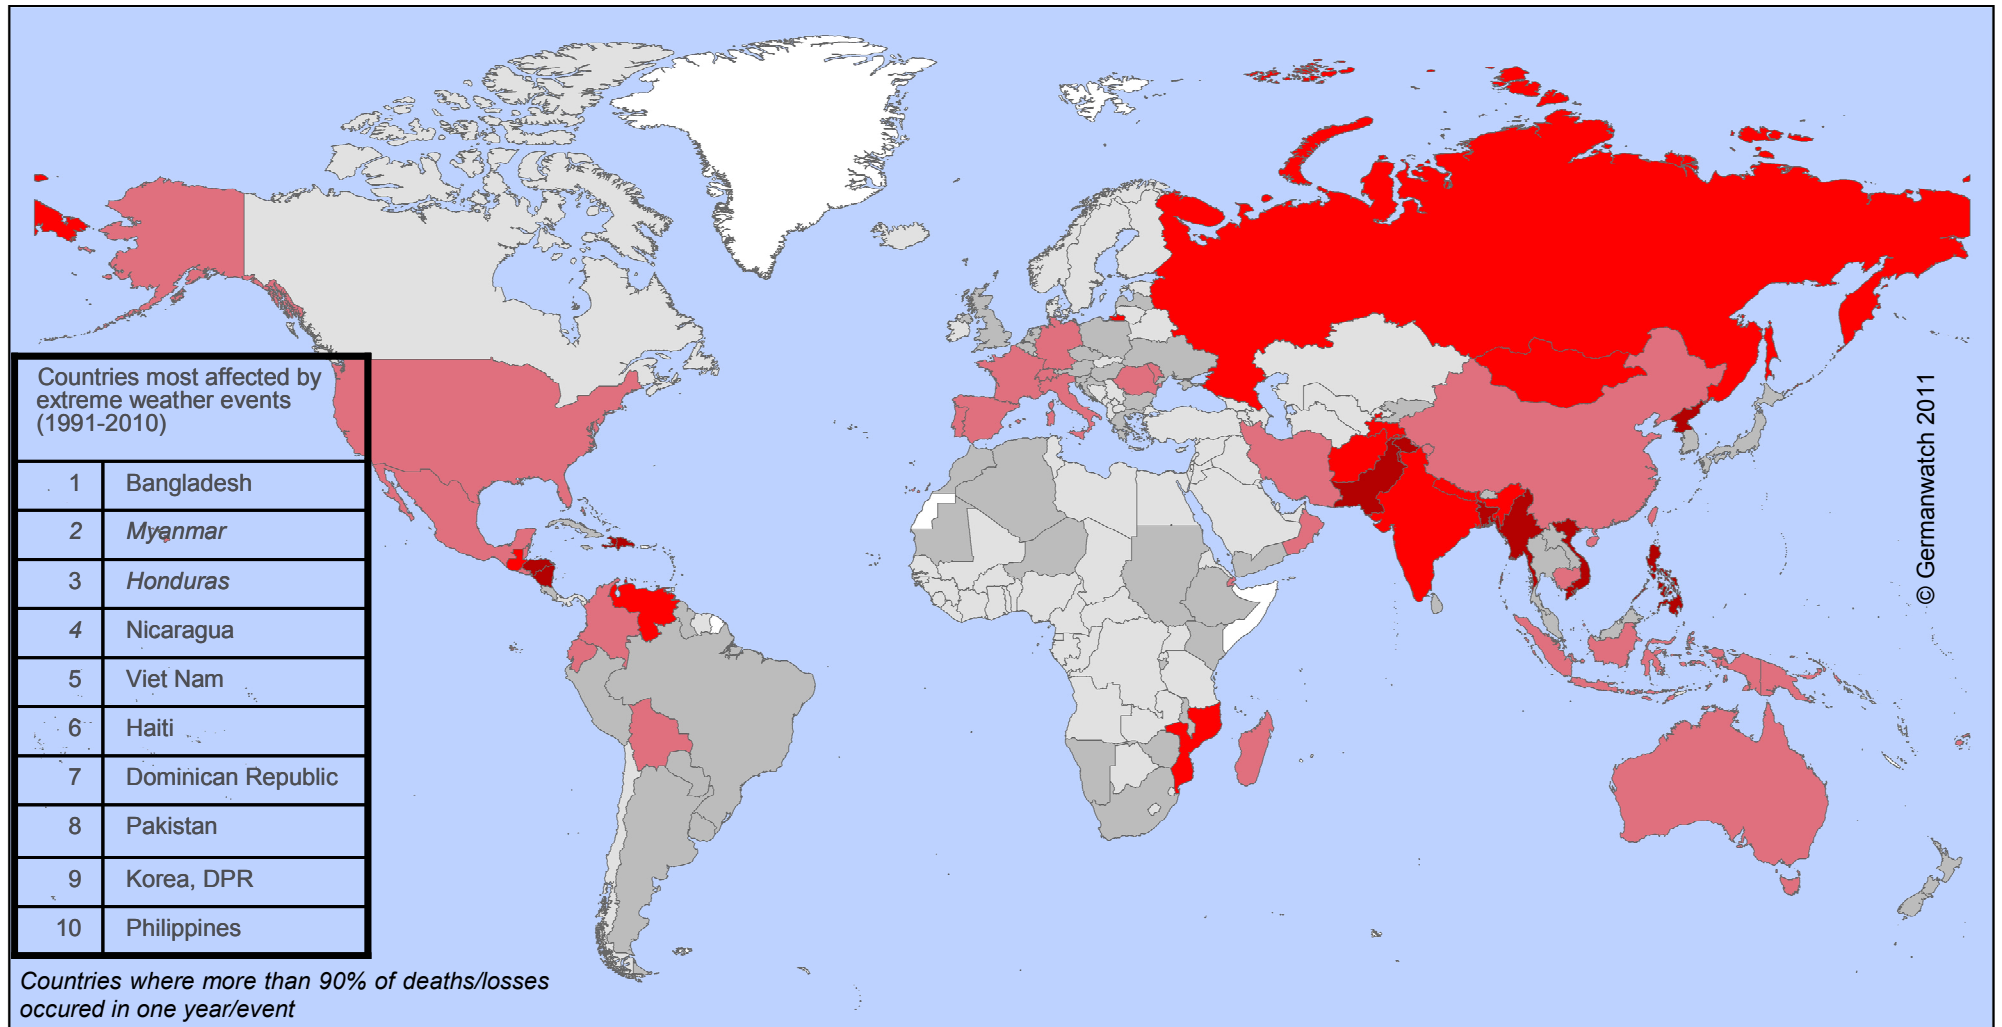 Countries most affected by
extreme weather events
(1991-2010)
1 Bangladesh
2 Myanmar
3 Honduras
4 Nicaragua
5 Viet Nam
6 Haiti
7 Dominican Republic
8 Pakistan
9 Korea, DPR
10 Philippines
Countries where more than 90% of deaths/losses
occured in one year/event
© Germanwatch 2011